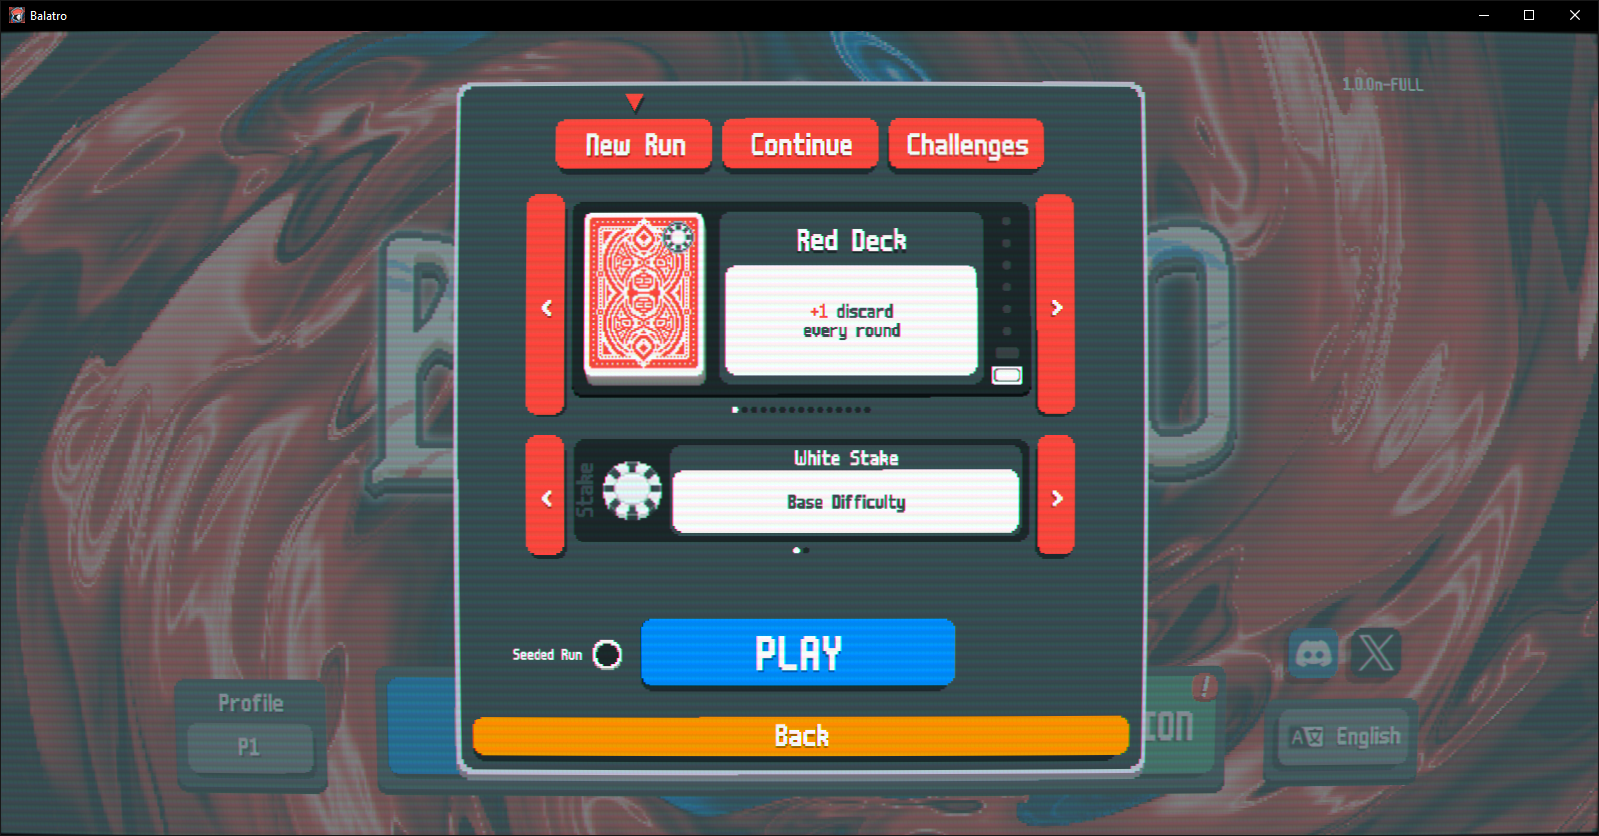 Balatro
1.0.0n-FULL
New Run
Continue
Challenges
Red Deck
+1 discard
every round
Stake
White Stake
Base Difficulty
Seeded Run
PLAY
Back
Profile
P1
ION
English